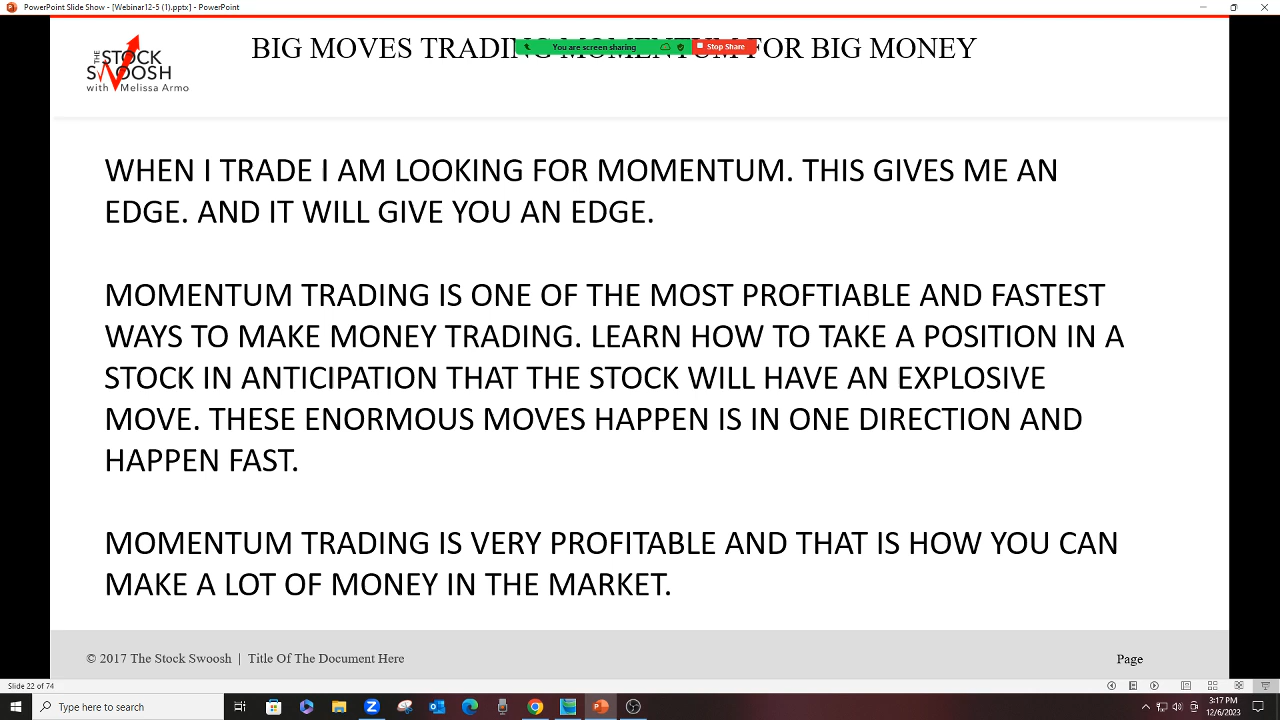 PowerPoint Slide Show - [Webinar12-5 (1).pptx] - PowerPoint
THE STOCK SWOOSH
with Melissa Armo
BIG MOVES TRADING MOMENTUM FOR BIG MONEY
You are screen sharing
Stop Share
WHEN I TRADE I AM LOOKING FOR MOMENTUM. THIS GIVES ME AN
EDGE. AND IT WILL GIVE YOU AN EDGE.
MOMENTUM TRADING IS ONE OF THE MOST PROFTIABLE AND FASTEST
WAYS TO MAKE MONEY TRADING. LEARN HOW TO TAKE A POSITION IN A
STOCK IN ANTICIPATION THAT THE STOCK WILL HAVE AN EXPLOSIVE
MOVE. THESE ENORMOUS MOVES HAPPEN IS IN ONE DIRECTION AND
HAPPEN FAST.
MOMENTUM TRADING IS VERY PROFITABLE AND THAT IS HOW YOU CAN
MAKE A LOT OF MONEY IN THE MARKET.
© 2017 The Stock Swoosh | Title Of The Document Here
Page
Slide 22 of 74
Type here to search
3:17 PM
12/6/2023